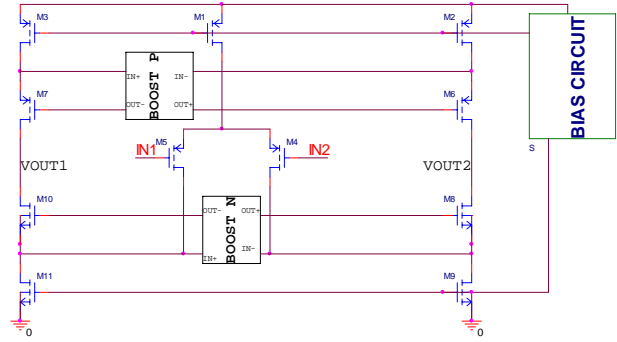 M3
M1
M2
BIAS CIRCUIT
IN+
IN-
BOOST P
M7
OUT-
OUT+
M6
M5
M4
IN1
IN2
S
VOUT1
VOUT2
M10
OUT-
OUT+
M8
BOOST N
IN+
IN-
M11
M9
0
0